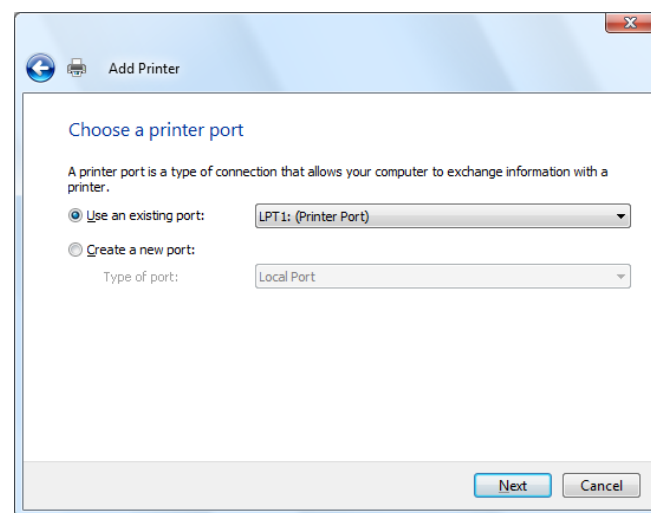 Add Printer
Choose a printer port
A printer port is a type of connection that allows your computer to exchange information with a
printer.
Use an existing port: LPT1: (Printer Port)
Create a new port:
Type of port: Local Port
Next Cancel